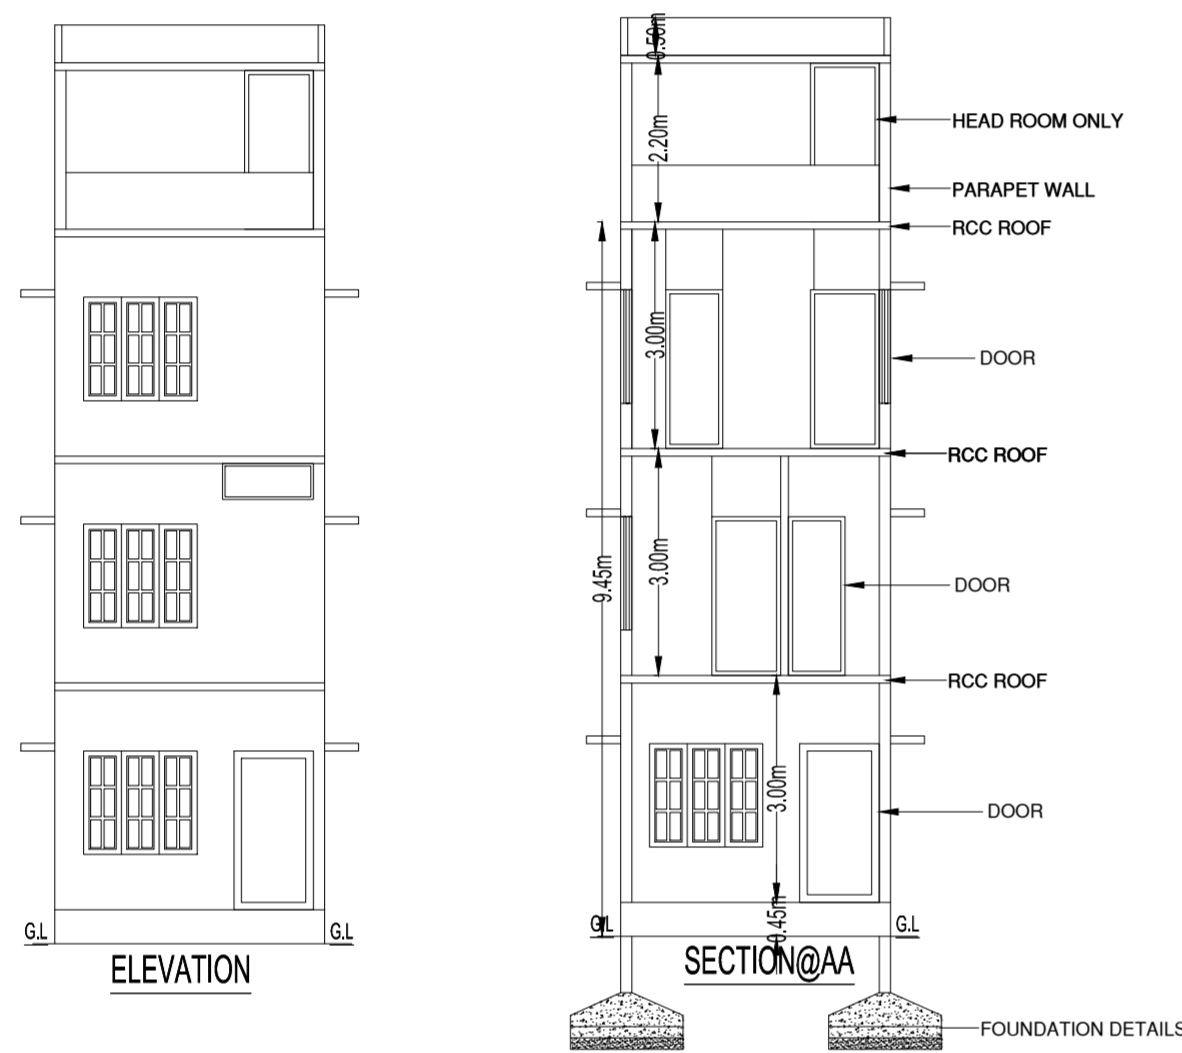 0.50m
2.20m
HEAD ROOM ONLY
PARAPET WALL
RCC ROOF
3.00m
DOOR
RCC ROOF
9.45m
3.00m
DOOR
RCC ROOF
3.00m
DOOR
0.45m
G.L
G.L
G.L
G.L
ELEVATION
SECTION@AA
FOUNDATION DETAILS